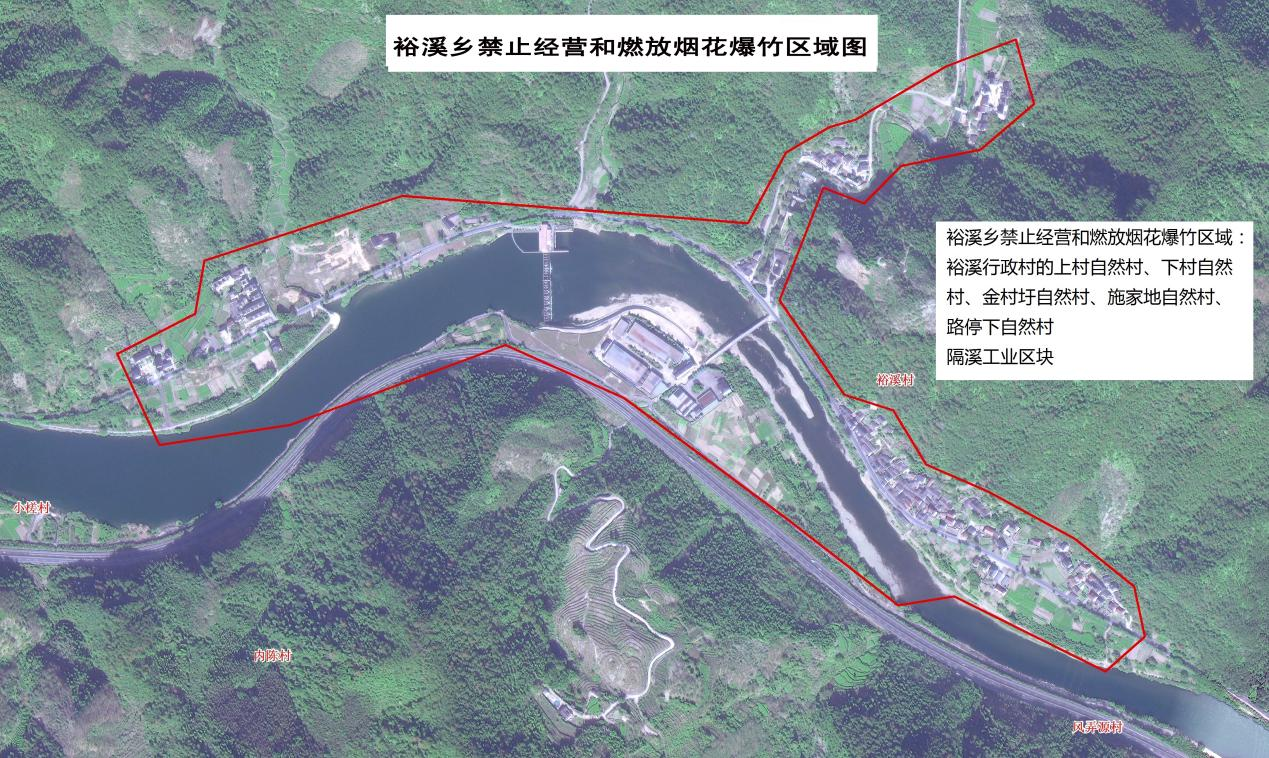 裕溪乡禁止经营和燃放烟花爆竹区域图
裕溪乡禁止经营和燃放烟花爆竹区域：
裕溪行政村的上村自然村、下村自然
村、金村圩自然村、施家地自然村、
路停下自然村
隔溪工业区块
裕溪村
小槎村
内陈村
风弄源村